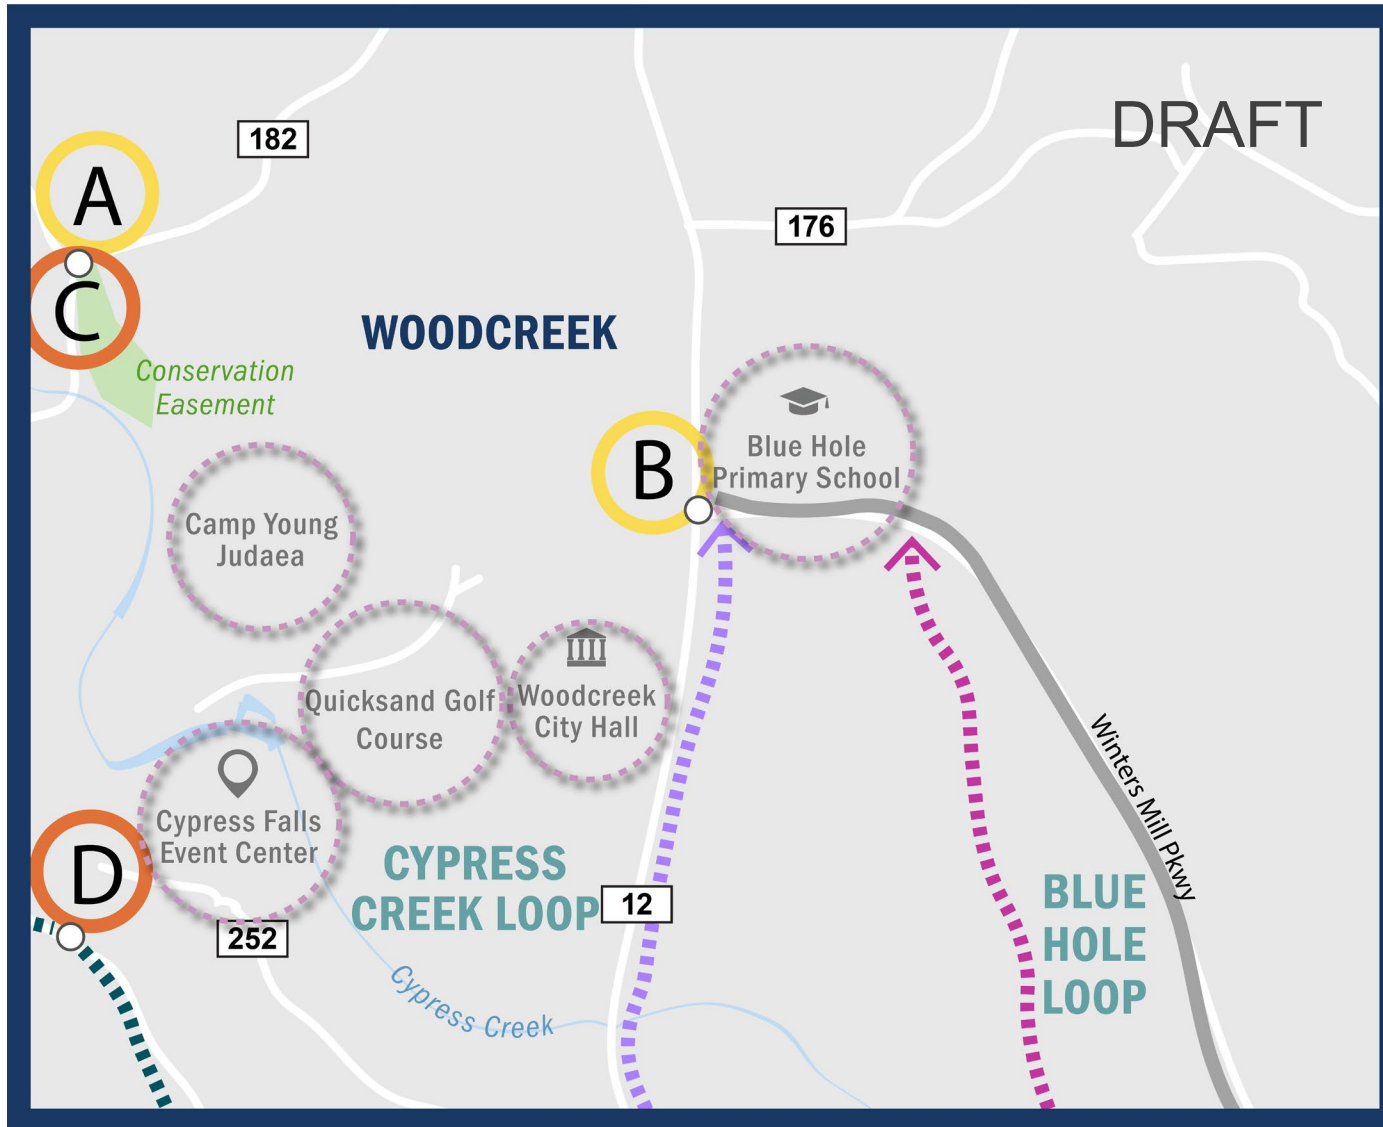 DRAFT
182
A
176
C
WOODCREEK
Conservation
Easement
B
Blue Hole
Primary School
Camp Young
Judaea
Quicksand Golf
Course
Woodcreek
City Hall
Winters Mill Pkwy
Cypress Falls
Event Center
D
CYPRESS
CREEK LOOP
12
BLUE
HOLE
LOOP
252
Cypress Creek